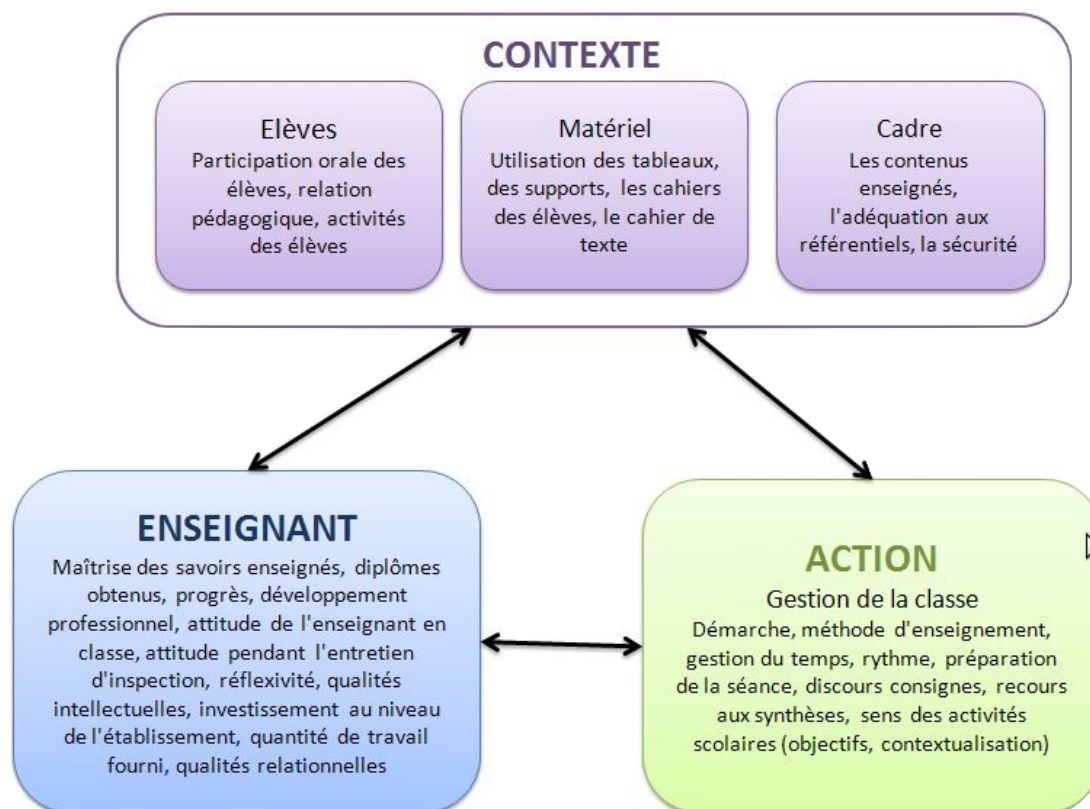 CONTEXTE
Elèves
Participation orale des
élèves, relation
pédagogique, activités
des élèves
Matériel
Utilisation des tableaux,
des supports, les cahiers
des élèves, le cahier de
texte
Cadre
Les contenus
enseignés,
l'adéquation aux
référentiels, la sécurité
ENSEIGNANT
Maîtrise des savoirs enseignés, diplômes
obtenus, progrès, développement
professionnel, attitude de l'enseignant en
classe, attitude pendant l'entretien
d'inspection, réflexivité, qualités
intellectuelles, investissement au niveau
de l'établissement, quantité de travail
fourni, qualités relationnelles
ACTION
Gestion de la classe
Démarche, méthode d'enseignement,
gestion du temps, rythme, préparation
de la séance, discours consignes, recours
aux synthèses, sens des activités
scolaires (objectifs, contextualisation)